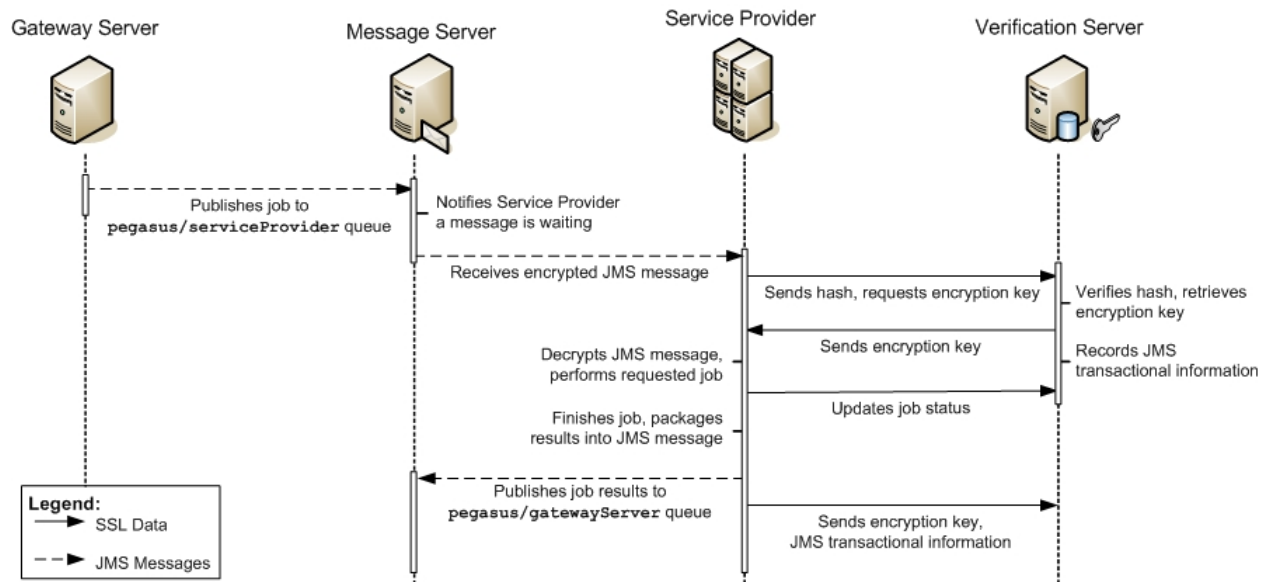 Gateway Server
Message Server
Service Provider
Verification Server
Publishes job to
pegasus/serviceProvider queue
Notifies Service Provider
a message is waiting
Receives encrypted JMS message
Sends hash, requests encryption key
Verifies hash, retrieves
encryption key
Sends encryption key
Decrypts JMS message,
performs requested job
Records JMS
transactional information
Updates job status
Finishes job, packages
results into JMS message
Publishes job results to
pegasus/gatewayServer queue
Sends encryption key,
JMS transactional information
Legend:
SSL Data
JMS Messages